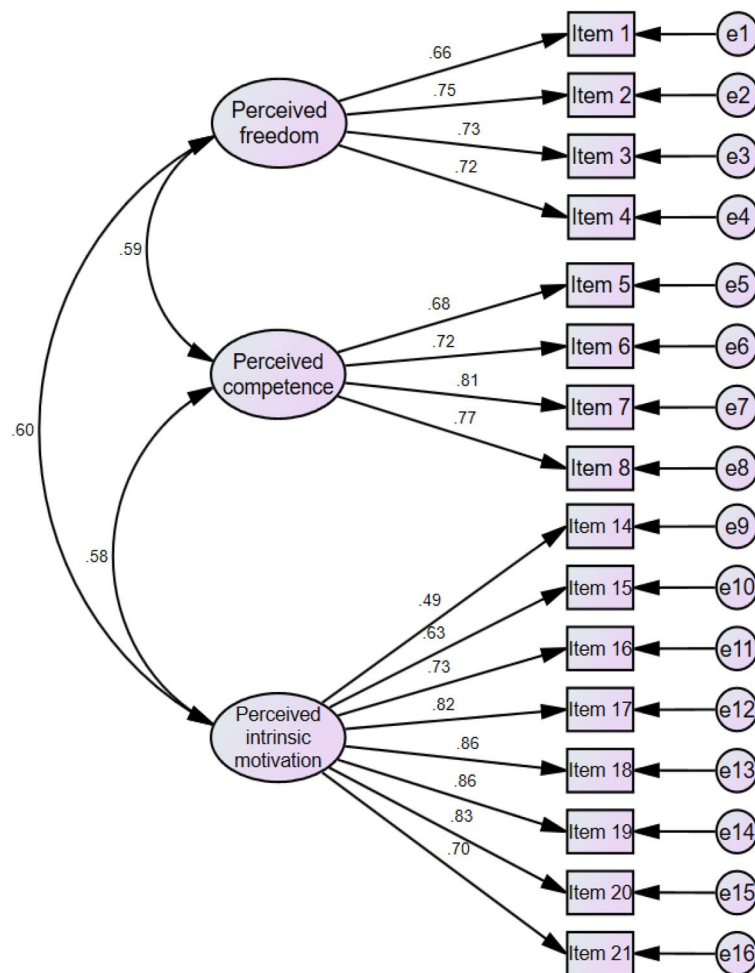 Item 1
e1
.66
Perceived
freedom
.75
Item 2
e2
.73
Item 3
e3
.72
Item 4
e4
.59
.68
Item 5
e5
Perceived
competence
.72
Item 6
e6
.81
Item 7
e7
.77
Item 8
e8
.60
.58
Item 14
e9
.49
Item 15
e10
.63
Item 16
e11
.73
Perceived
intrinsic
motivation
.82
Item 17
e12
.86
Item 18
e13
.86
Item 19
e14
.83
Item 20
e15
.70
Item 21
e16